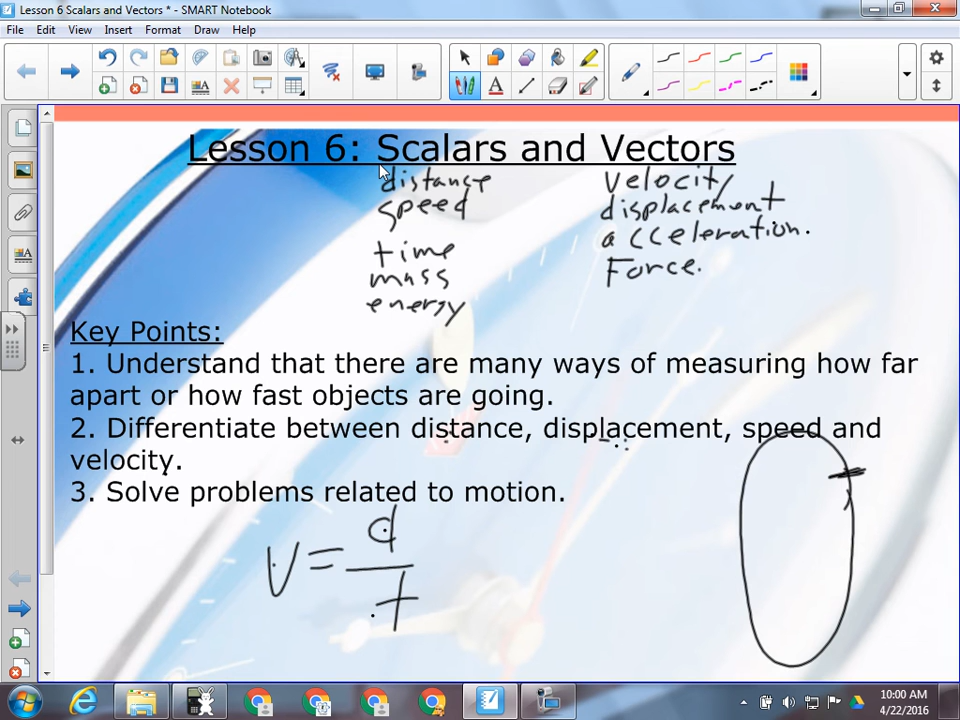 Lesson 6 Scalars and Vectors * - SMART Notebook
File Edit View Insert Format Draw Help
Lesson 6: Scalars and Vectors
distance velocity
speed displacement
acceleration.
time
mass Force.
energy
Key Points:
1. Understand that there are many ways of measuring how far
apart or how fast objects are going.
2. Differentiate between distance, displacement, speed and
velocity.
3. Solve problems related to motion.
V = d
t
10:00 AM
4/22/2016